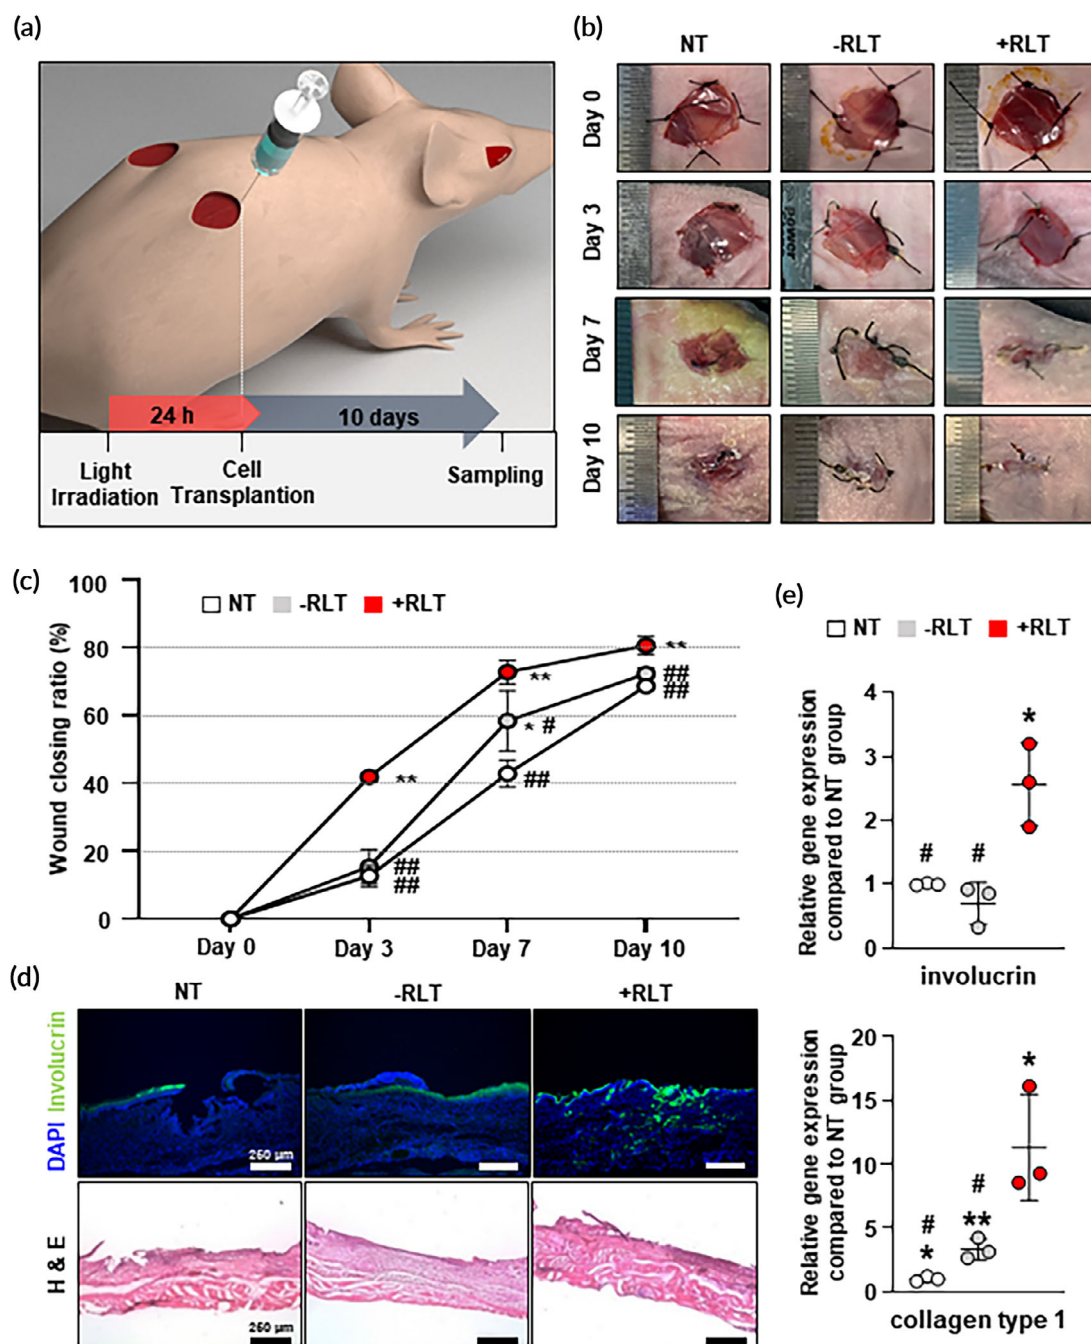 (a)
24 h
10 days
Light
Irradiation
Cell
Transplantion
Sampling
(b)
NT
-RLT
+RLT
Day 0
Day 3
power
Day 7
Day 10
(c)
NT
-RLT
+RLT
Wound closing ratio (%)
100
80
60
40
20
0
**
**
**
* #
##
##
##
##
##
Day 0
Day 3
Day 7
Day 10
(d)
NT
-RLT
+RLT
DAPI Involucrin
250 µm
H & E
250 µm
(e)
NT
-RLT
+RLT
Relative gene expression
compared to NT group
4
3
2
1
0
#
#
*
involucrin
Relative gene expression
compared to NT group
20
15
10
5
0
#
*
#
**
*
collagen type 1